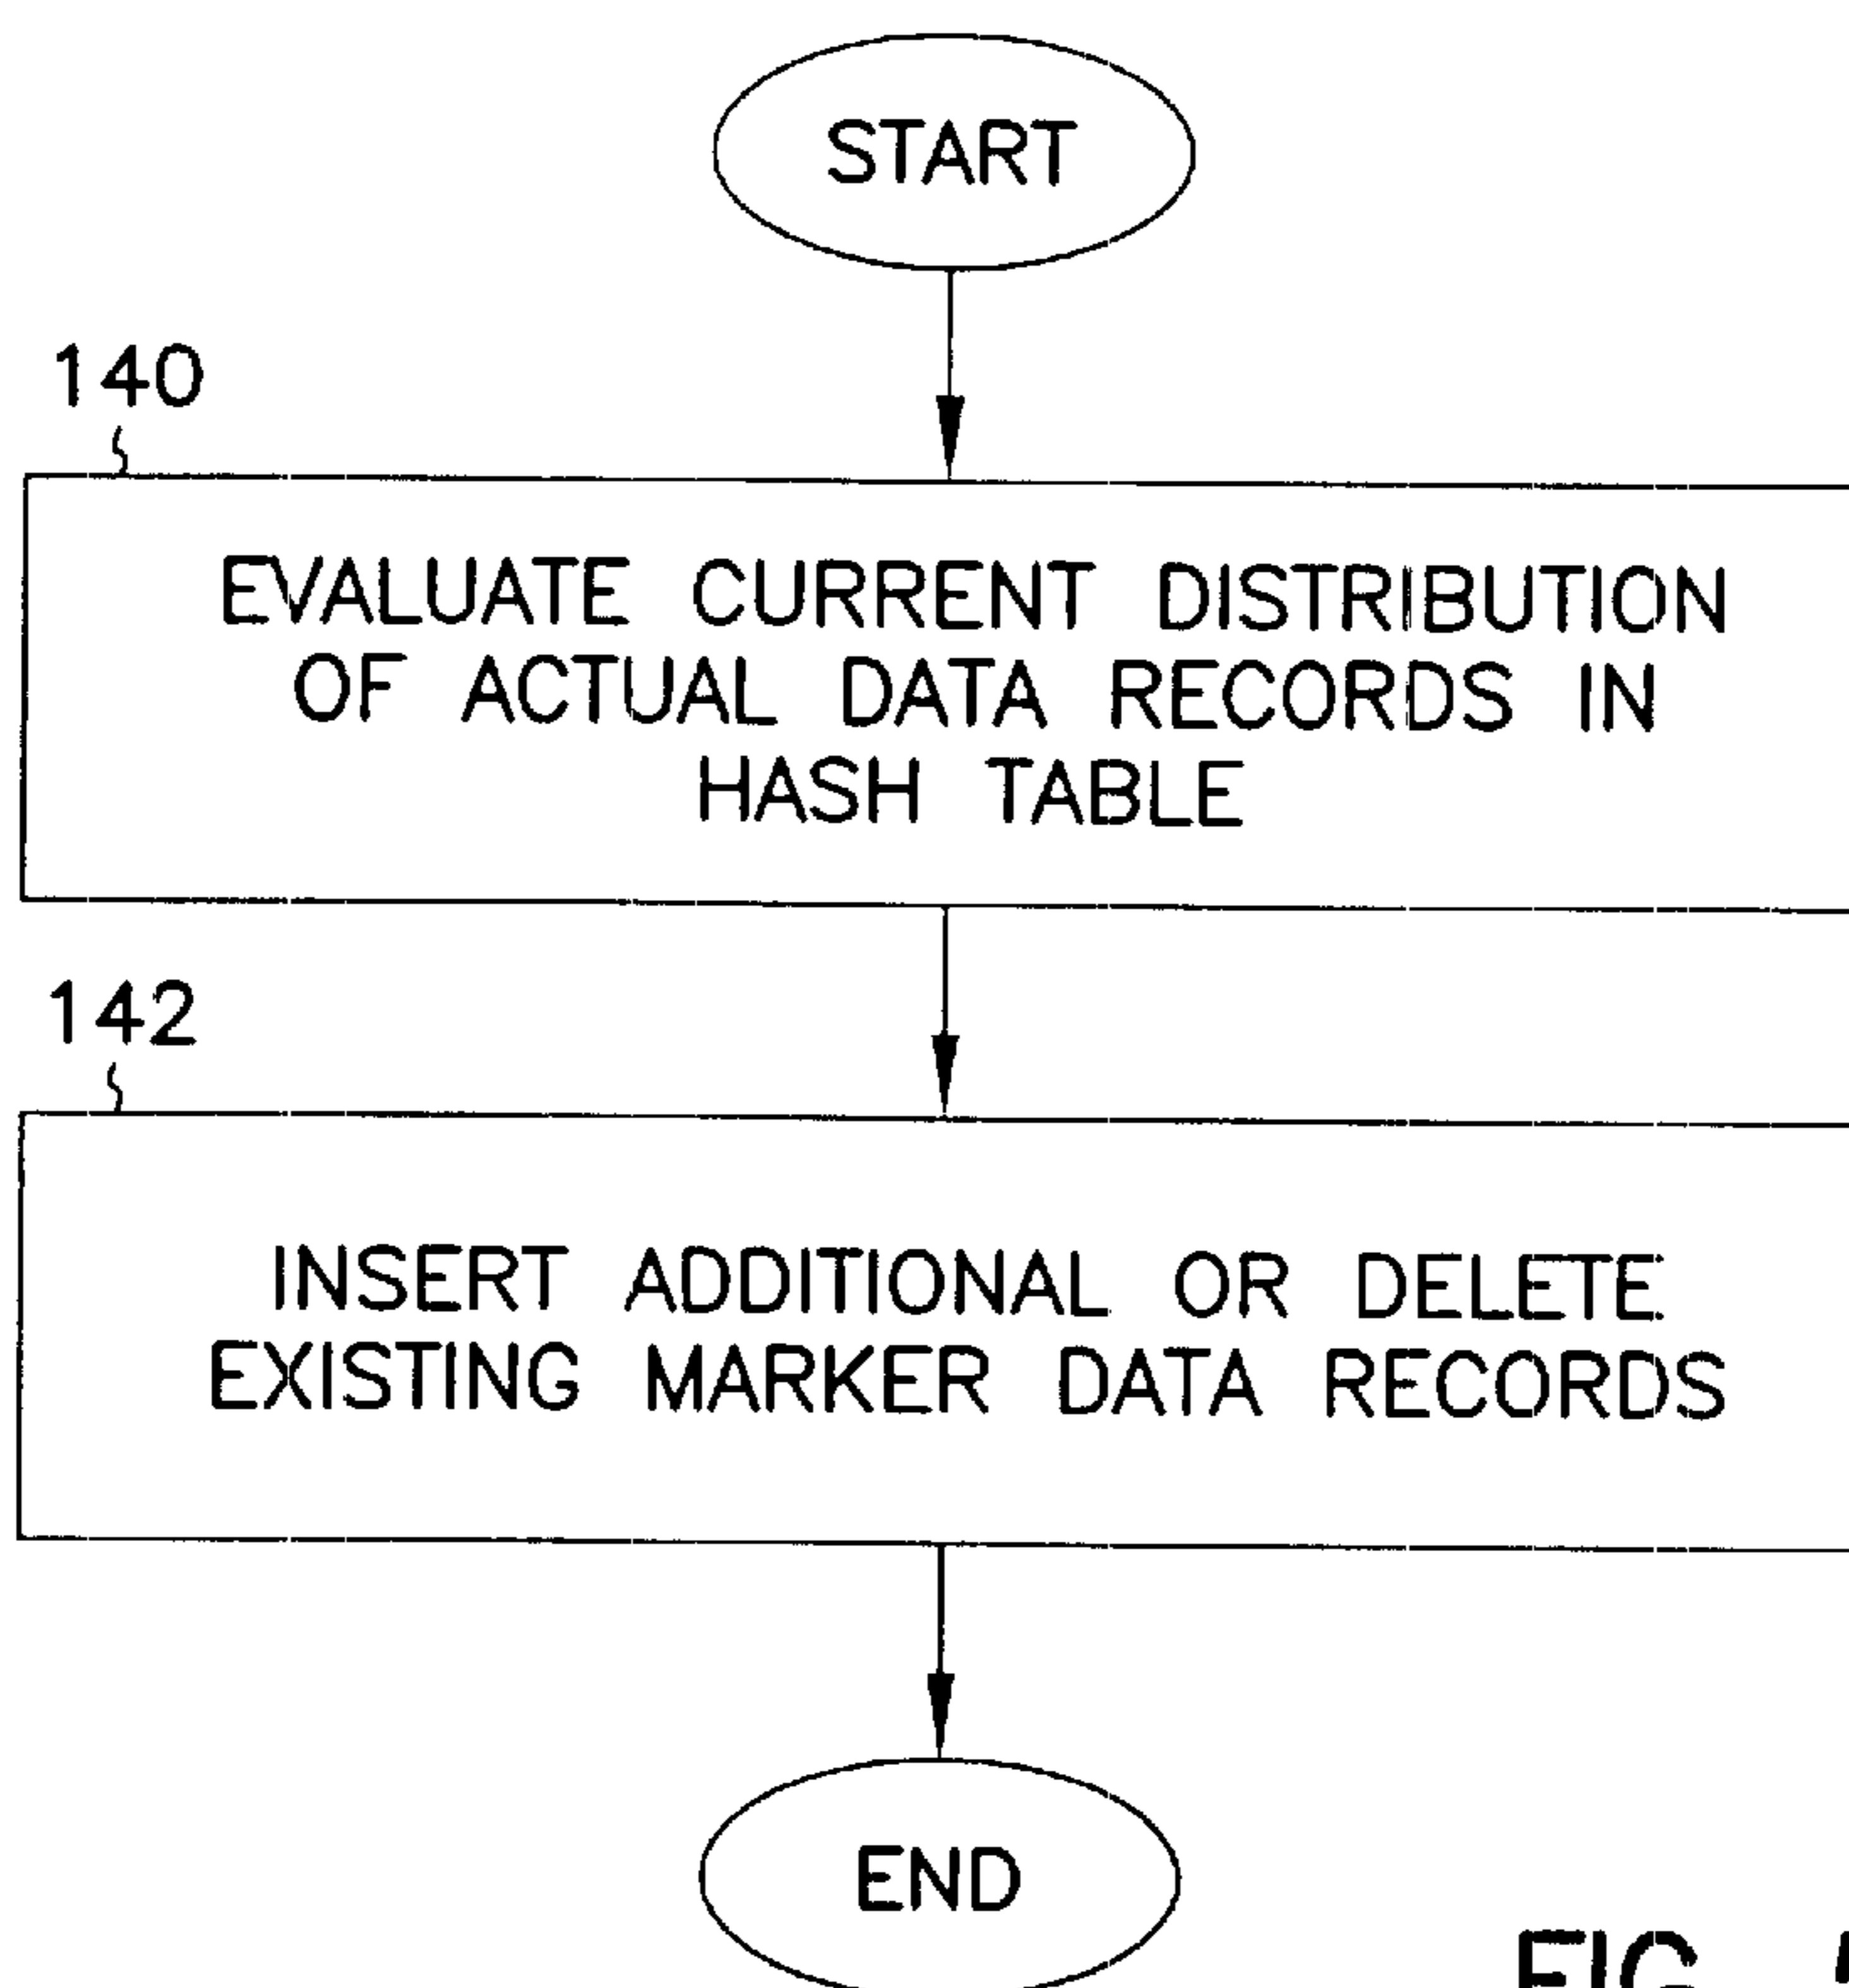 START
140
EVALUATE CURRENT DISTRIBUTION
OF ACTUAL DATA RECORDS IN
HASH TABLE
142
INSERT ADDITIONAL OR DELETE
EXISTING MARKER DATA RECORDS
END
FIG.